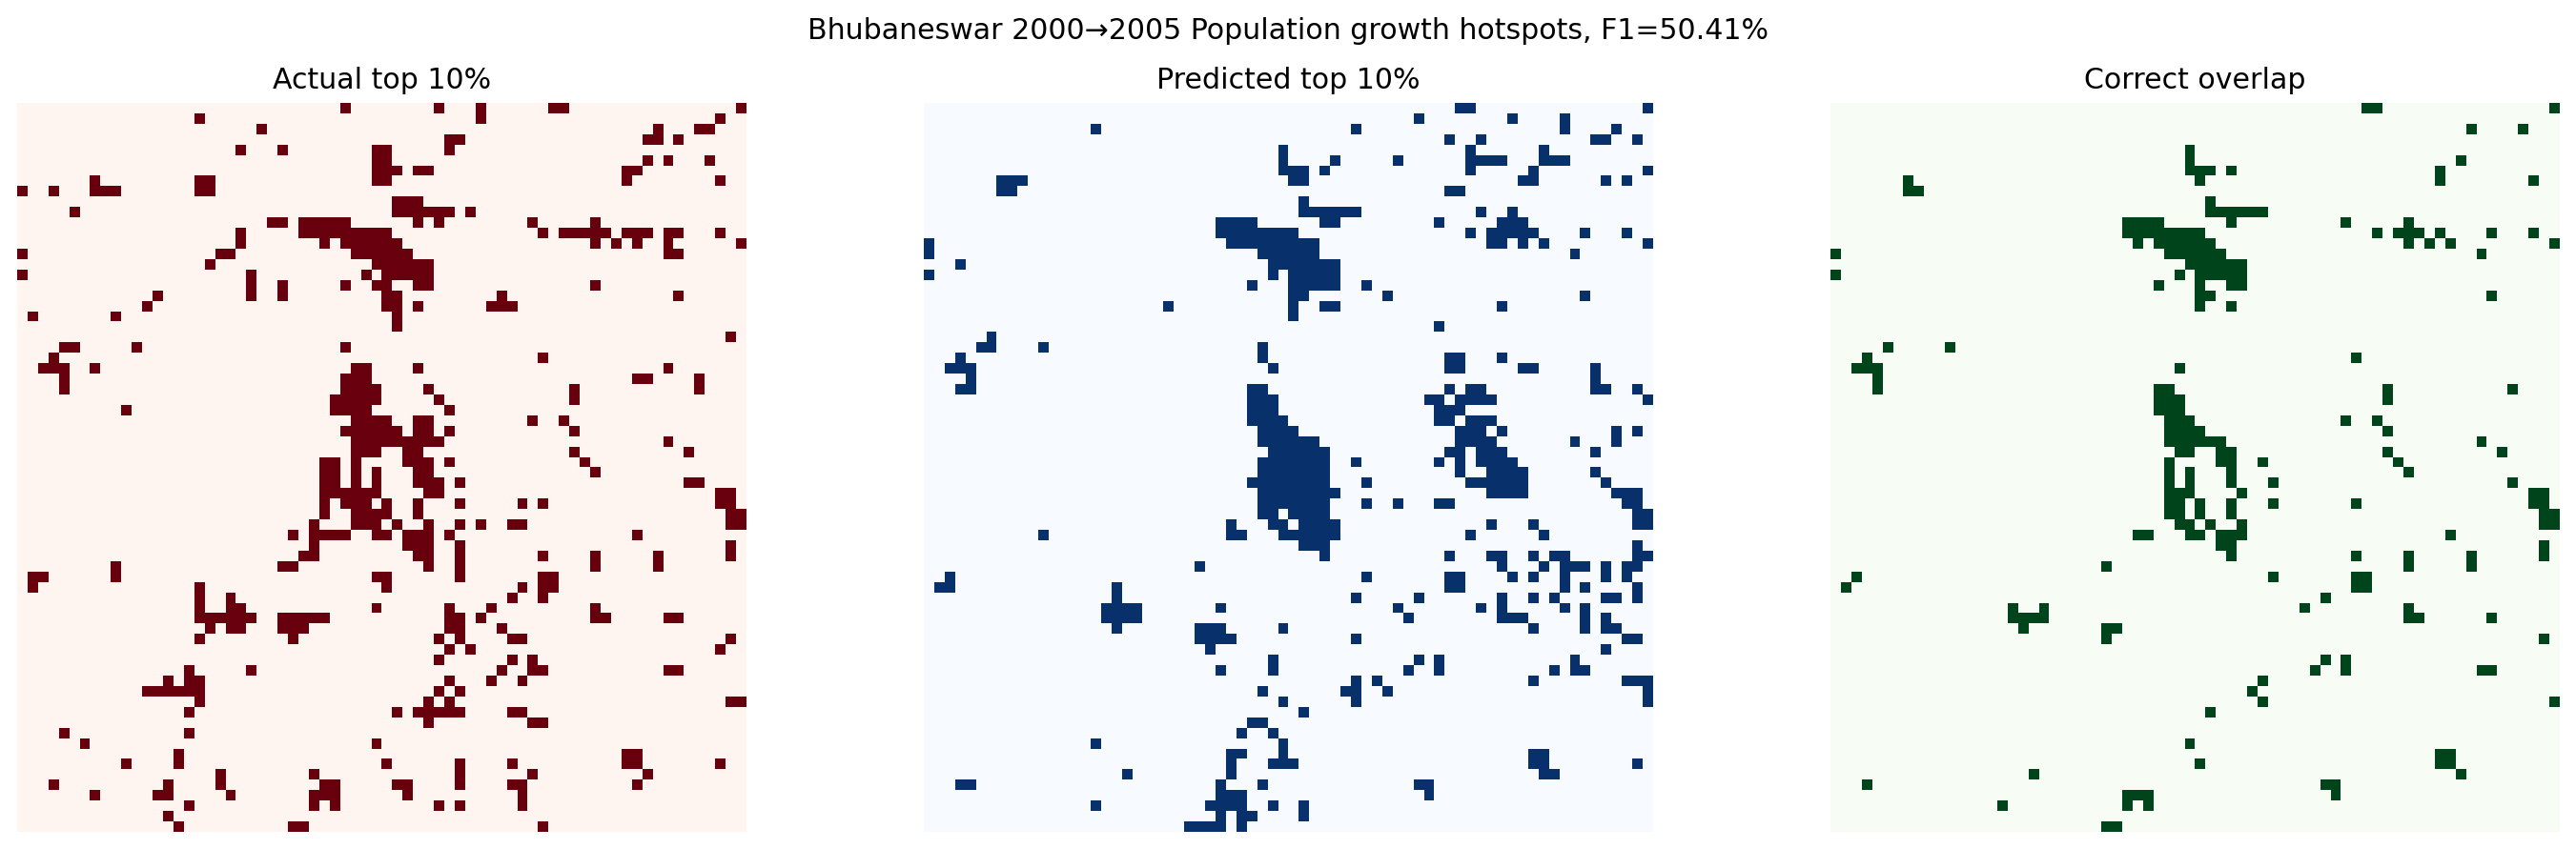 Bhubaneswar 2000→2005 Population growth hotspots, F1=50.41%
Actual top 10%
Predicted top 10%
Correct overlap